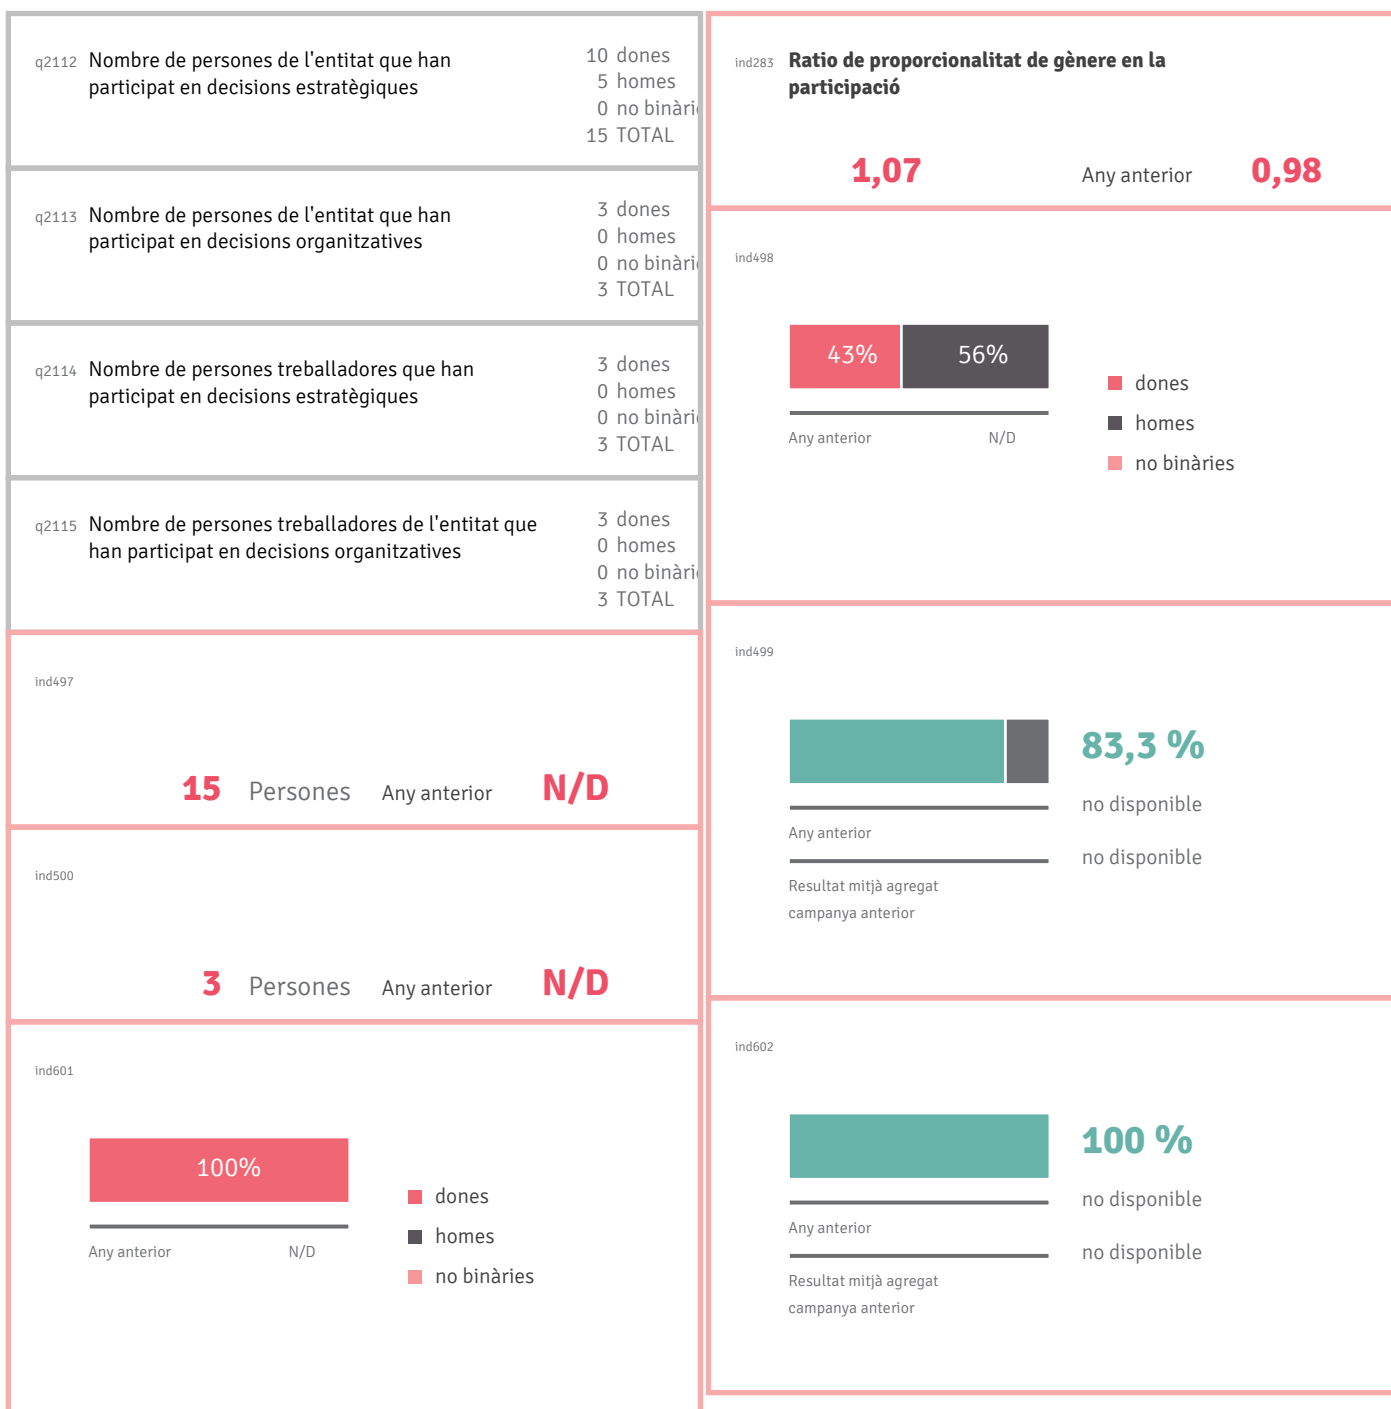 q2112 Nombre de persones de l'entitat que han
participat en decisions estratègiques
10 dones
5 homes
0 no binàri
15 TOTAL
q2113 Nombre de persones de l'entitat que han
participat en decisions organitzatives
3 dones
0 homes
0 no binàri
3 TOTAL
q2114 Nombre de persones treballadores que han
participat en decisions estratègiques
3 dones
0 homes
0 no binàri
3 TOTAL
q2115 Nombre de persones treballadores de l'entitat que
han participat en decisions organitzatives
3 dones
0 homes
0 no binàri
3 TOTAL
ind497
15 Persones Any anterior N/D
ind500
3 Persones Any anterior N/D
ind601
100%
Any anterior N/D
dones
homes
no binàries
ind283 Ratio de proporcionalitat de gènere en la
participació
1,07 Any anterior 0,98
ind498
43% 56%
Any anterior N/D
dones
homes
no binàries
ind499
83,3 %
no disponible
Any anterior
no disponible
Resultat mitjà agregat
campanya anterior
ind602
100 %
no disponible
Any anterior
no disponible
Resultat mitjà agregat
campanya anterior